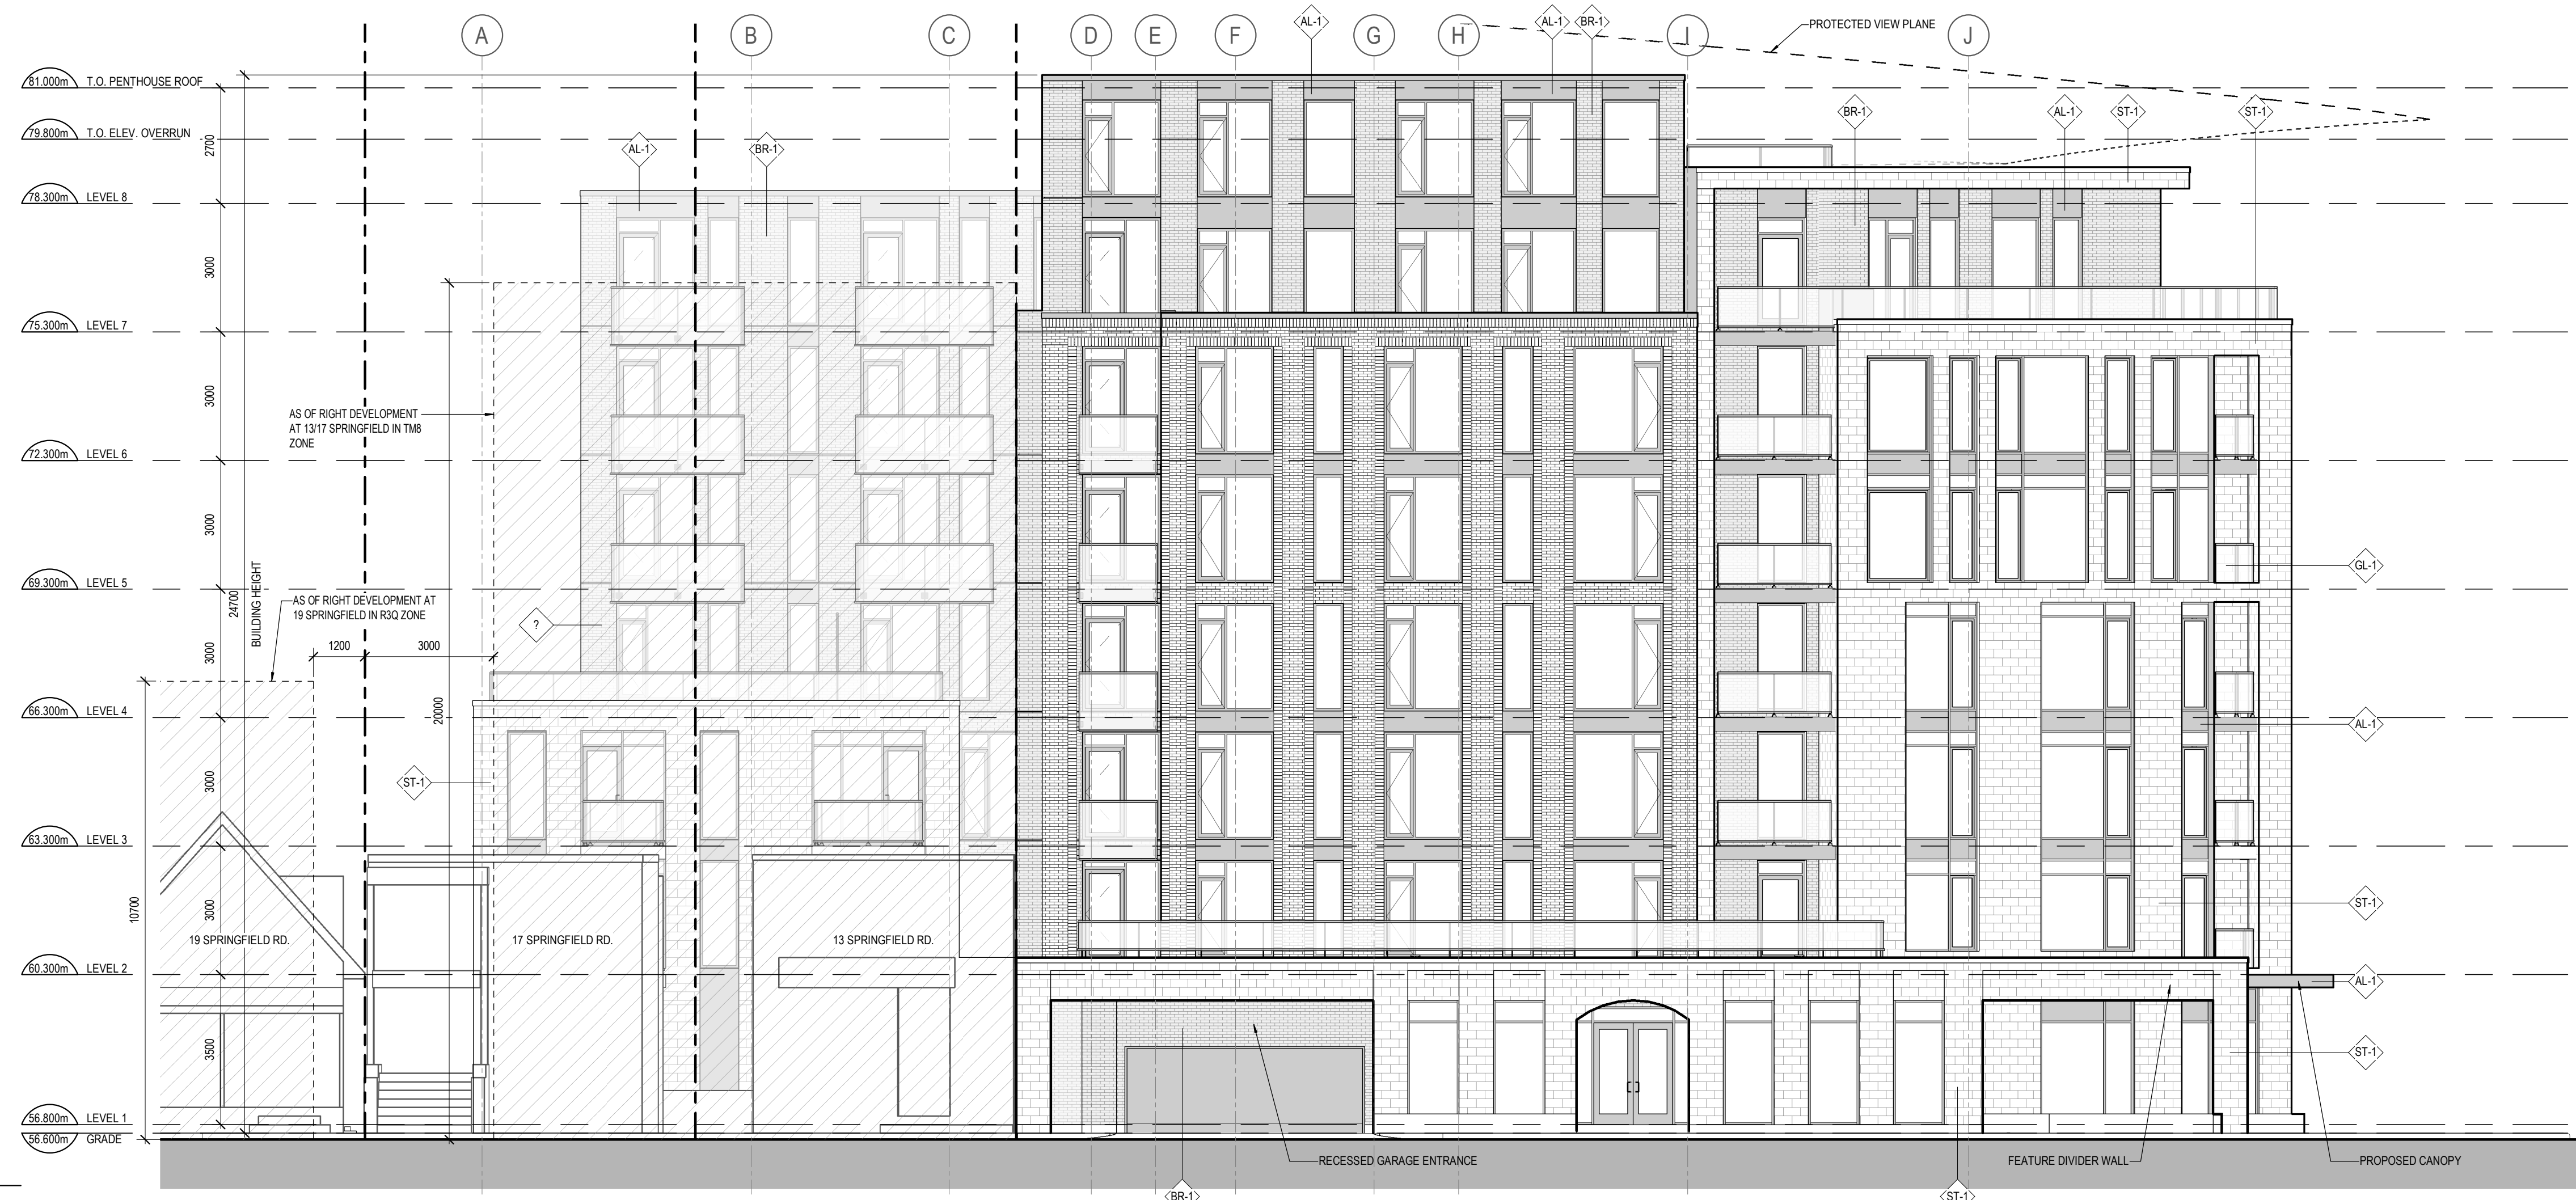 A
B
C
D
E
F
G
H
I
J
AL-1
AL-1
BR-1
PROTECTED VIEW PLANE
81.000m T.O. PENTHOUSE ROOF
79.800m T.O. ELEV. OVERRUN
2700
AL-1
BR-1
BR-1
AL-1
ST-1
ST-1
78.300m LEVEL 8
3000
75.300m LEVEL 7
3000
AS OF RIGHT DEVELOPMENT
AT 13/17 SPRINGFIELD IN TM8
ZONE
72.300m LEVEL 6
3000
69.300m LEVEL 5
24700
BUILDING HEIGHT
GL-1
AS OF RIGHT DEVELOPMENT AT
19 SPRINGFIELD IN R3Q ZONE
?
1200
3000
3000
66.300m LEVEL 4
20000
AL-1
3000
ST-1
63.300m LEVEL 3
10700
3000
ST-1
19 SPRINGFIELD RD.
17 SPRINGFIELD RD.
13 SPRINGFIELD RD.
60.300m LEVEL 2
AL-1
3500
ST-1
56.800m LEVEL 1
56.600m GRADE
RECESSED GARAGE ENTRANCE
FEATURE DIVIDER WALL
PROPOSED CANOPY
BR-1
ST-1